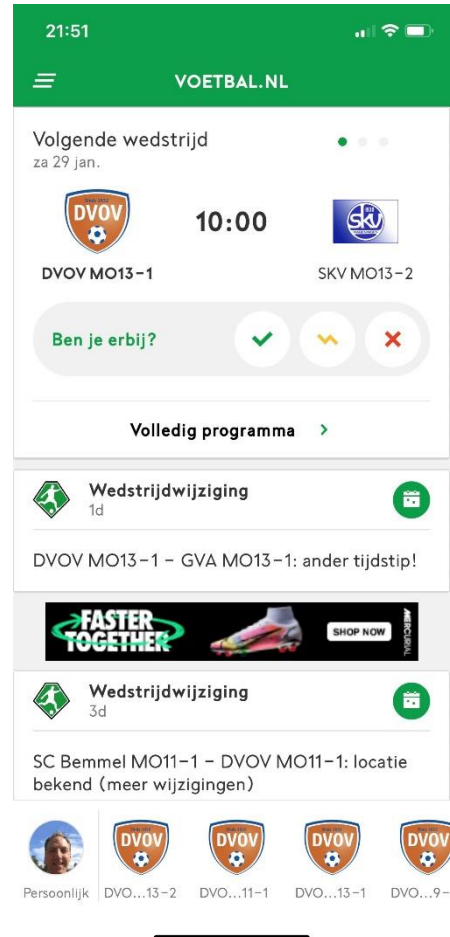 21:51
VOETBAL.NL
Volgende wedstrijd
za 29 jan.
DVOV
10:00
SKV
DVOV MO13-1
SKV MO13-2
Ben je erbij?
Volledig programma
Wedstrijdwijziging
1d
DVOV MO13-1 - GVA MO13-1: ander tijdstip!
FASTER
TOGETHER
SHOP NOW
MERCURIAL
Wedstrijdwijziging
3d
SC Bemmel MO11-1 - DVOV MO11-1: locatie
bekend (meer wijzigingen)
DVOV DVOV DVOV DVOV
Persoonlijk DVO...13-2 DVO...11-1 DVO...13-1 DVO...9-